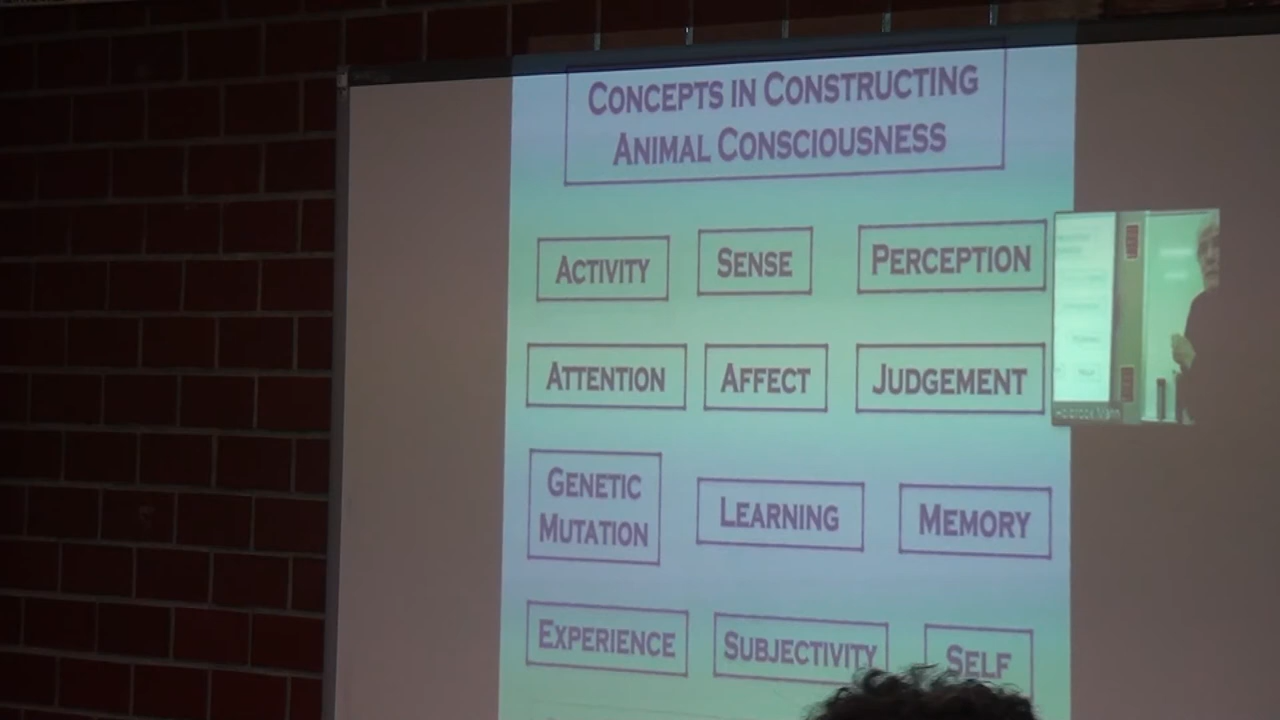 CONCEPTS IN CONSTRUCTING
ANIMAL CONSCIOUSNESS
ACTIVITY
SENSE
PERCEPTION
ATTENTION
AFFECT
JUDGEMENT
GENETIC
MUTATION
LEARNING
MEMORY
EXPERIENCE
SUBJECTIVITY
SELF